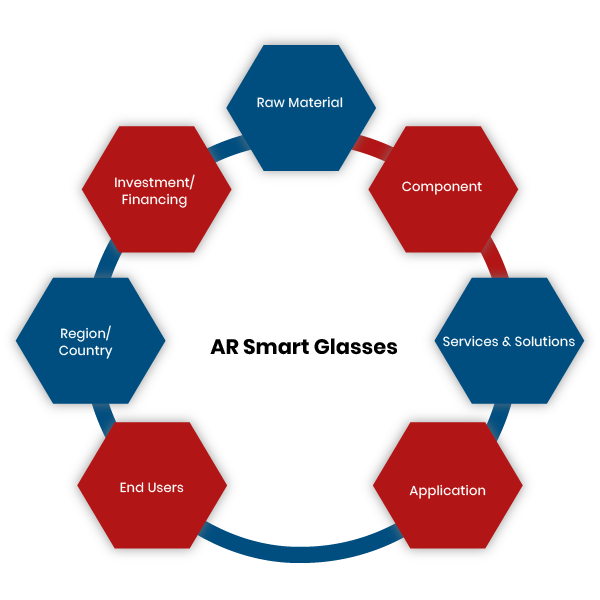 Raw Material
Investment/
Financing
Component
Region/
Country
AR Smart Glasses
Services & Solutions
End Users
Application